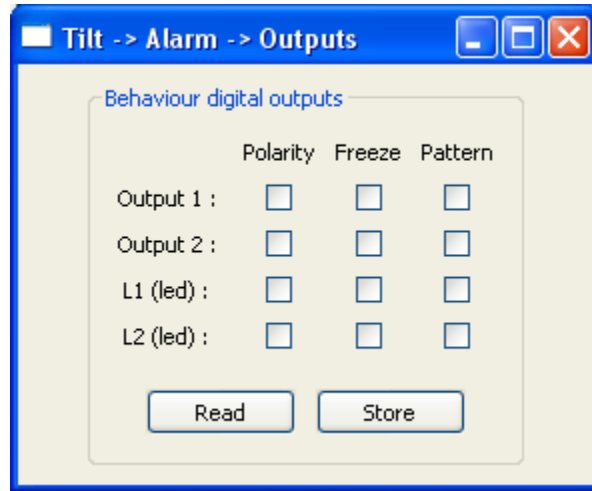 Tilt -> Alarm -> Outputs
Behaviour digital outputs
Polarity Freeze Pattern
Output 1 :
Output 2 :
L1 (led) :
L2 (led) :
Read Store